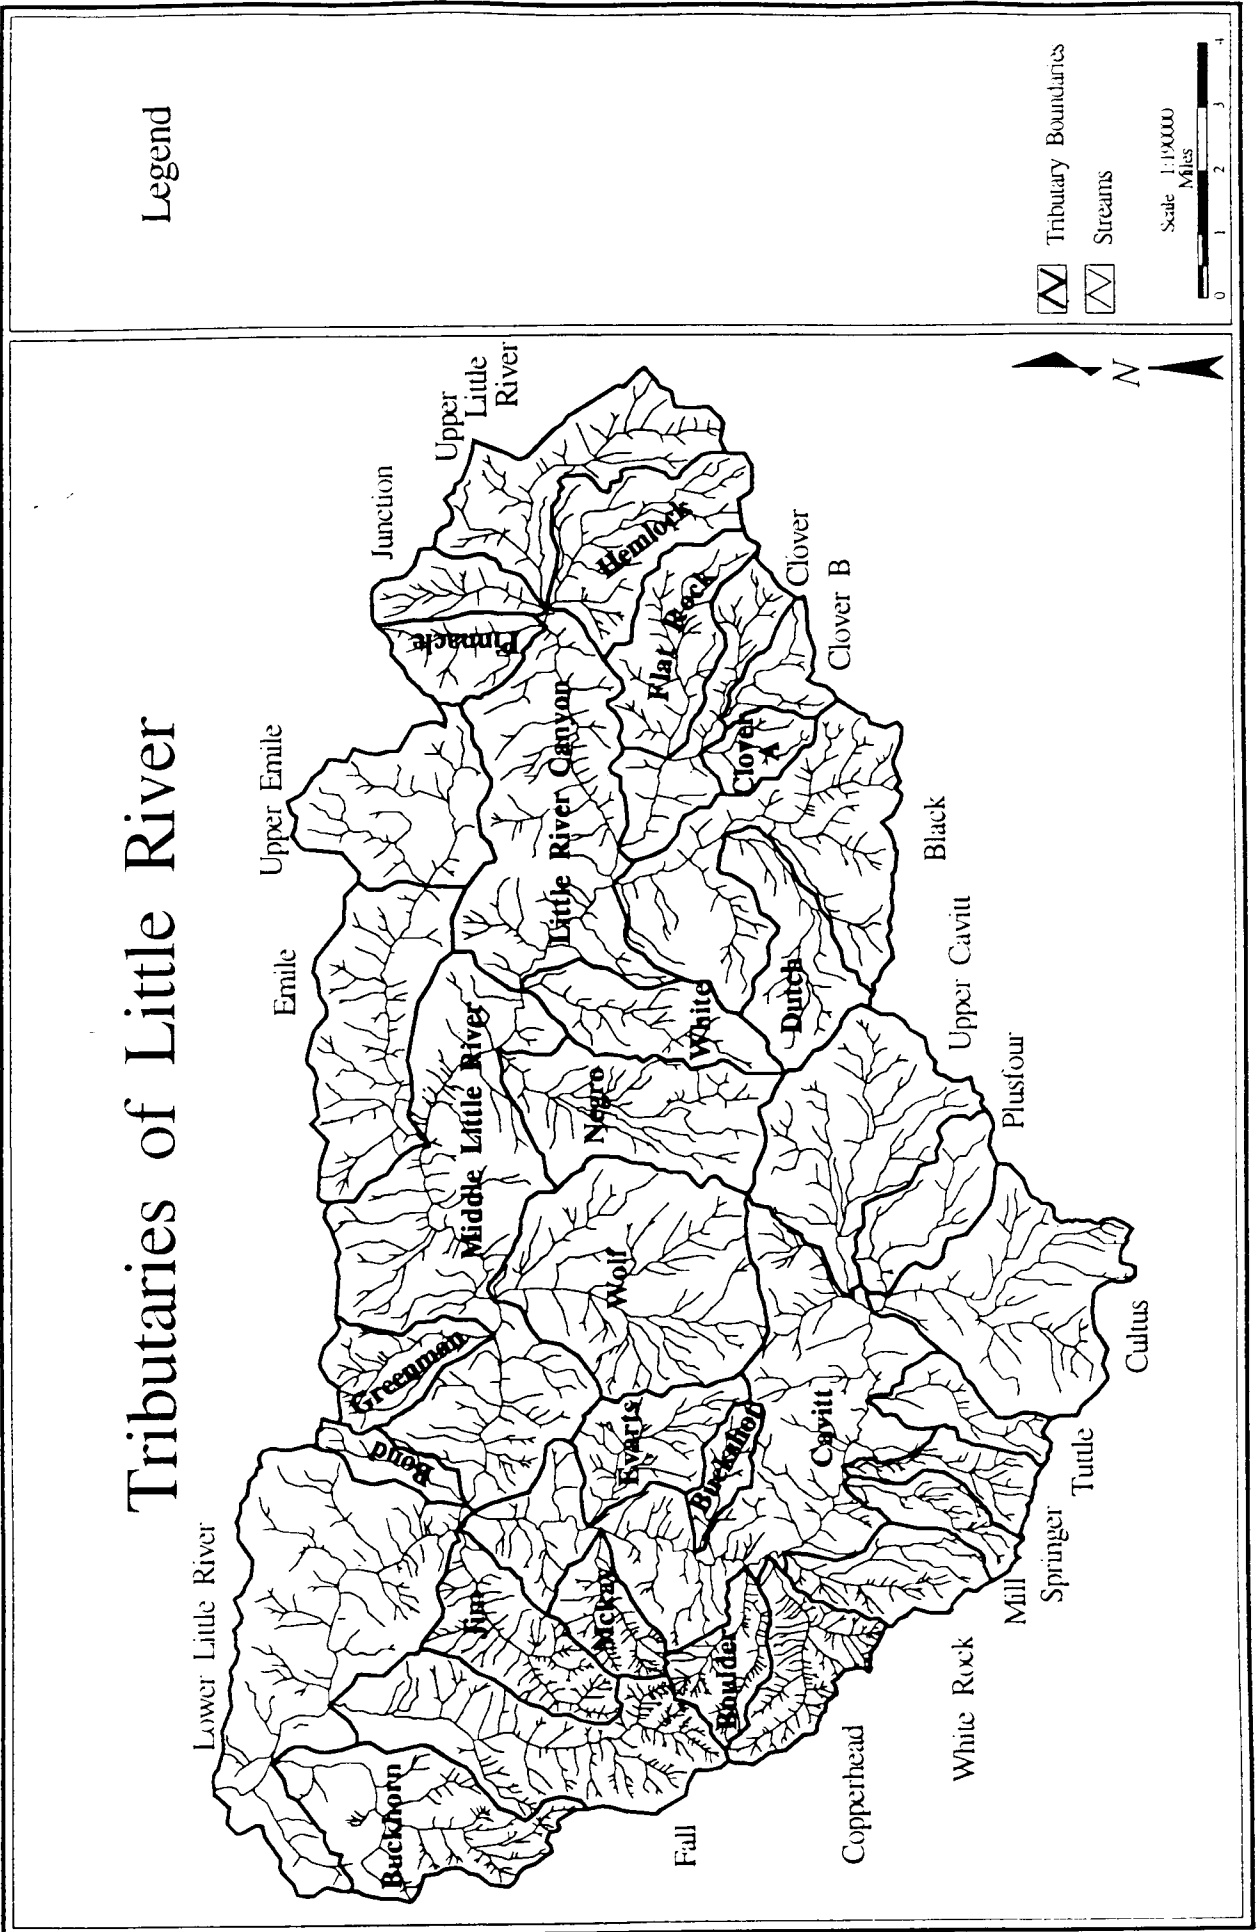 Tributaries of Little River
Lower Little River
Emile
Upper Emile
Junction
Upper
Little
River
Buckhorn
Jim
Bond
Greenman
Middle Little River
Little River Canyon
Pinnacle
Mckay
Evarts
Wolf
Negro
White
Dutch
Clover
A
Flat Rock
Hemlock
Boulder
Buckshot
Cavitt
Fall
Copperhead
White Rock
Mill
Springer
Tuttle
Cultus
Plusfour
Upper Cavitt
Black
Clover B
Clover
N
Legend
Tributary Boundaries
Streams
Scale 1:190000
Miles
0 1 2 3 4